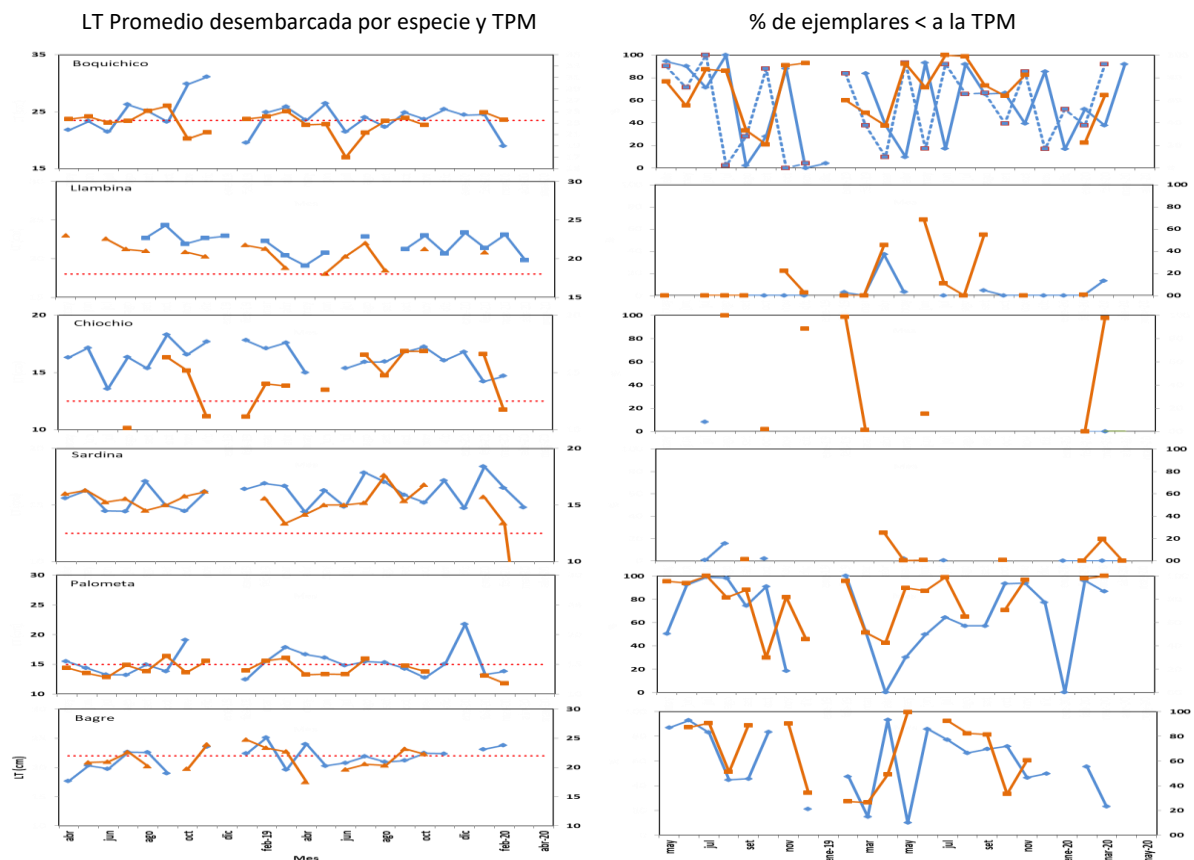 LT Promedio desembarcada por especie y TPM
% de ejemplares < a la TPM
35
25
15
Boquichico
100
80
60
40
20
0
30
25
20
15
Llambina
100
80
60
40
20
00
20
15
10
Chiochio
100
80
60
40
20
0
20
15
10
Sardina
100
80
60
40
20
00
30
25
20
15
10
Palometa
100
80
60
40
20
0
30
25
20
15
10
Bagre
100
80
60
40
20
00
LT (cm)
abr
jun
ago
oct
dic
feb-19
abr
jun
ago
oct
dic
feb-20
abr-20
Mes
may
jul
set
nov
ene-19
mar
may
jul
set
nov
ene-20
mar-20
may-20